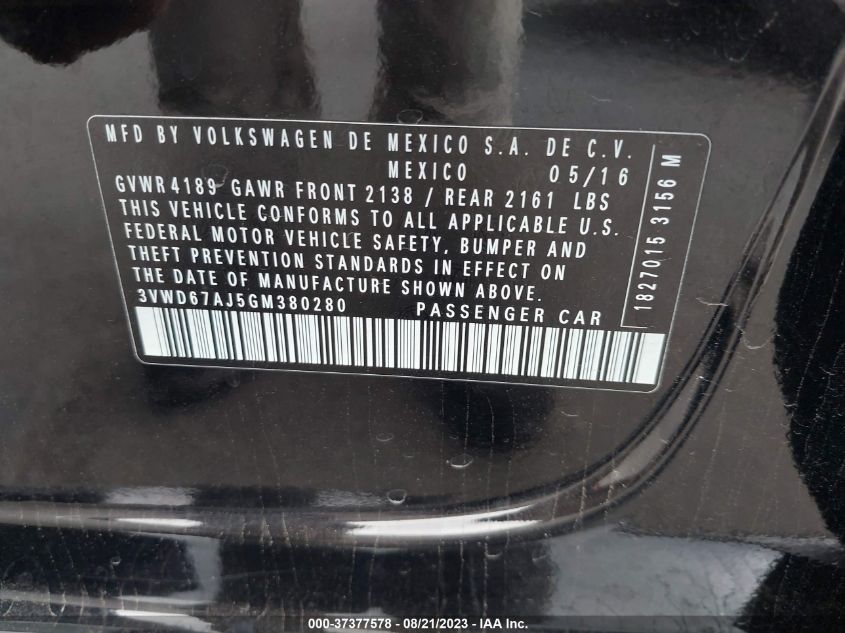 MFD BY VOLKSWAGEN DE MEXICO S.A. DE C.V.
MEXICO 05/16
GVWR 4189 GAWR FRONT 2138 / REAR 2161 LBS
THIS VEHICLE CONFORMS TO ALL APPLICABLE U.S.
FEDERAL MOTOR VEHICLE SAFETY, BUMPER AND
THEFT PREVENTION STANDARDS IN EFFECT ON
THE DATE OF MANUFACTURE SHOWN ABOVE.
3VWD67AJ5GM380280 PASSENGER CAR
1827015 3156 M
000-37377578 - 08/21/2023 - IAA Inc.